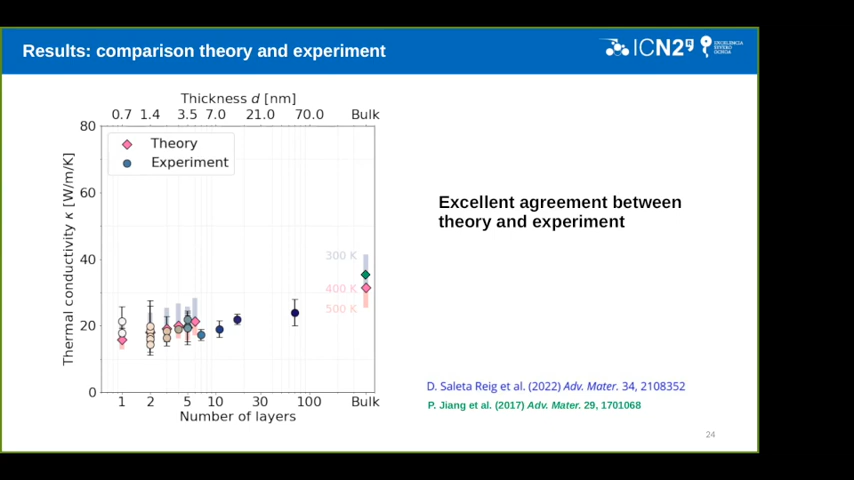 Results: comparison theory and experiment
ICN2
EXCELENCIA
SEVERO
OCHOA
Thickness d [nm]
0.7 1.4 3.5 7.0 21.0 70.0 Bulk
80
Theory
Experiment
60
Thermal conductivity κ [W/m/K]
Excellent agreement between
theory and experiment
300 K
40
400 K
500 K
20
0
1 2 5 10 30 100 Bulk
Number of layers
D. Saleta Reig et al. (2022) Adv. Mater. 34, 2108352
P. Jiang et al. (2017) Adv. Mater. 29, 1701068
24